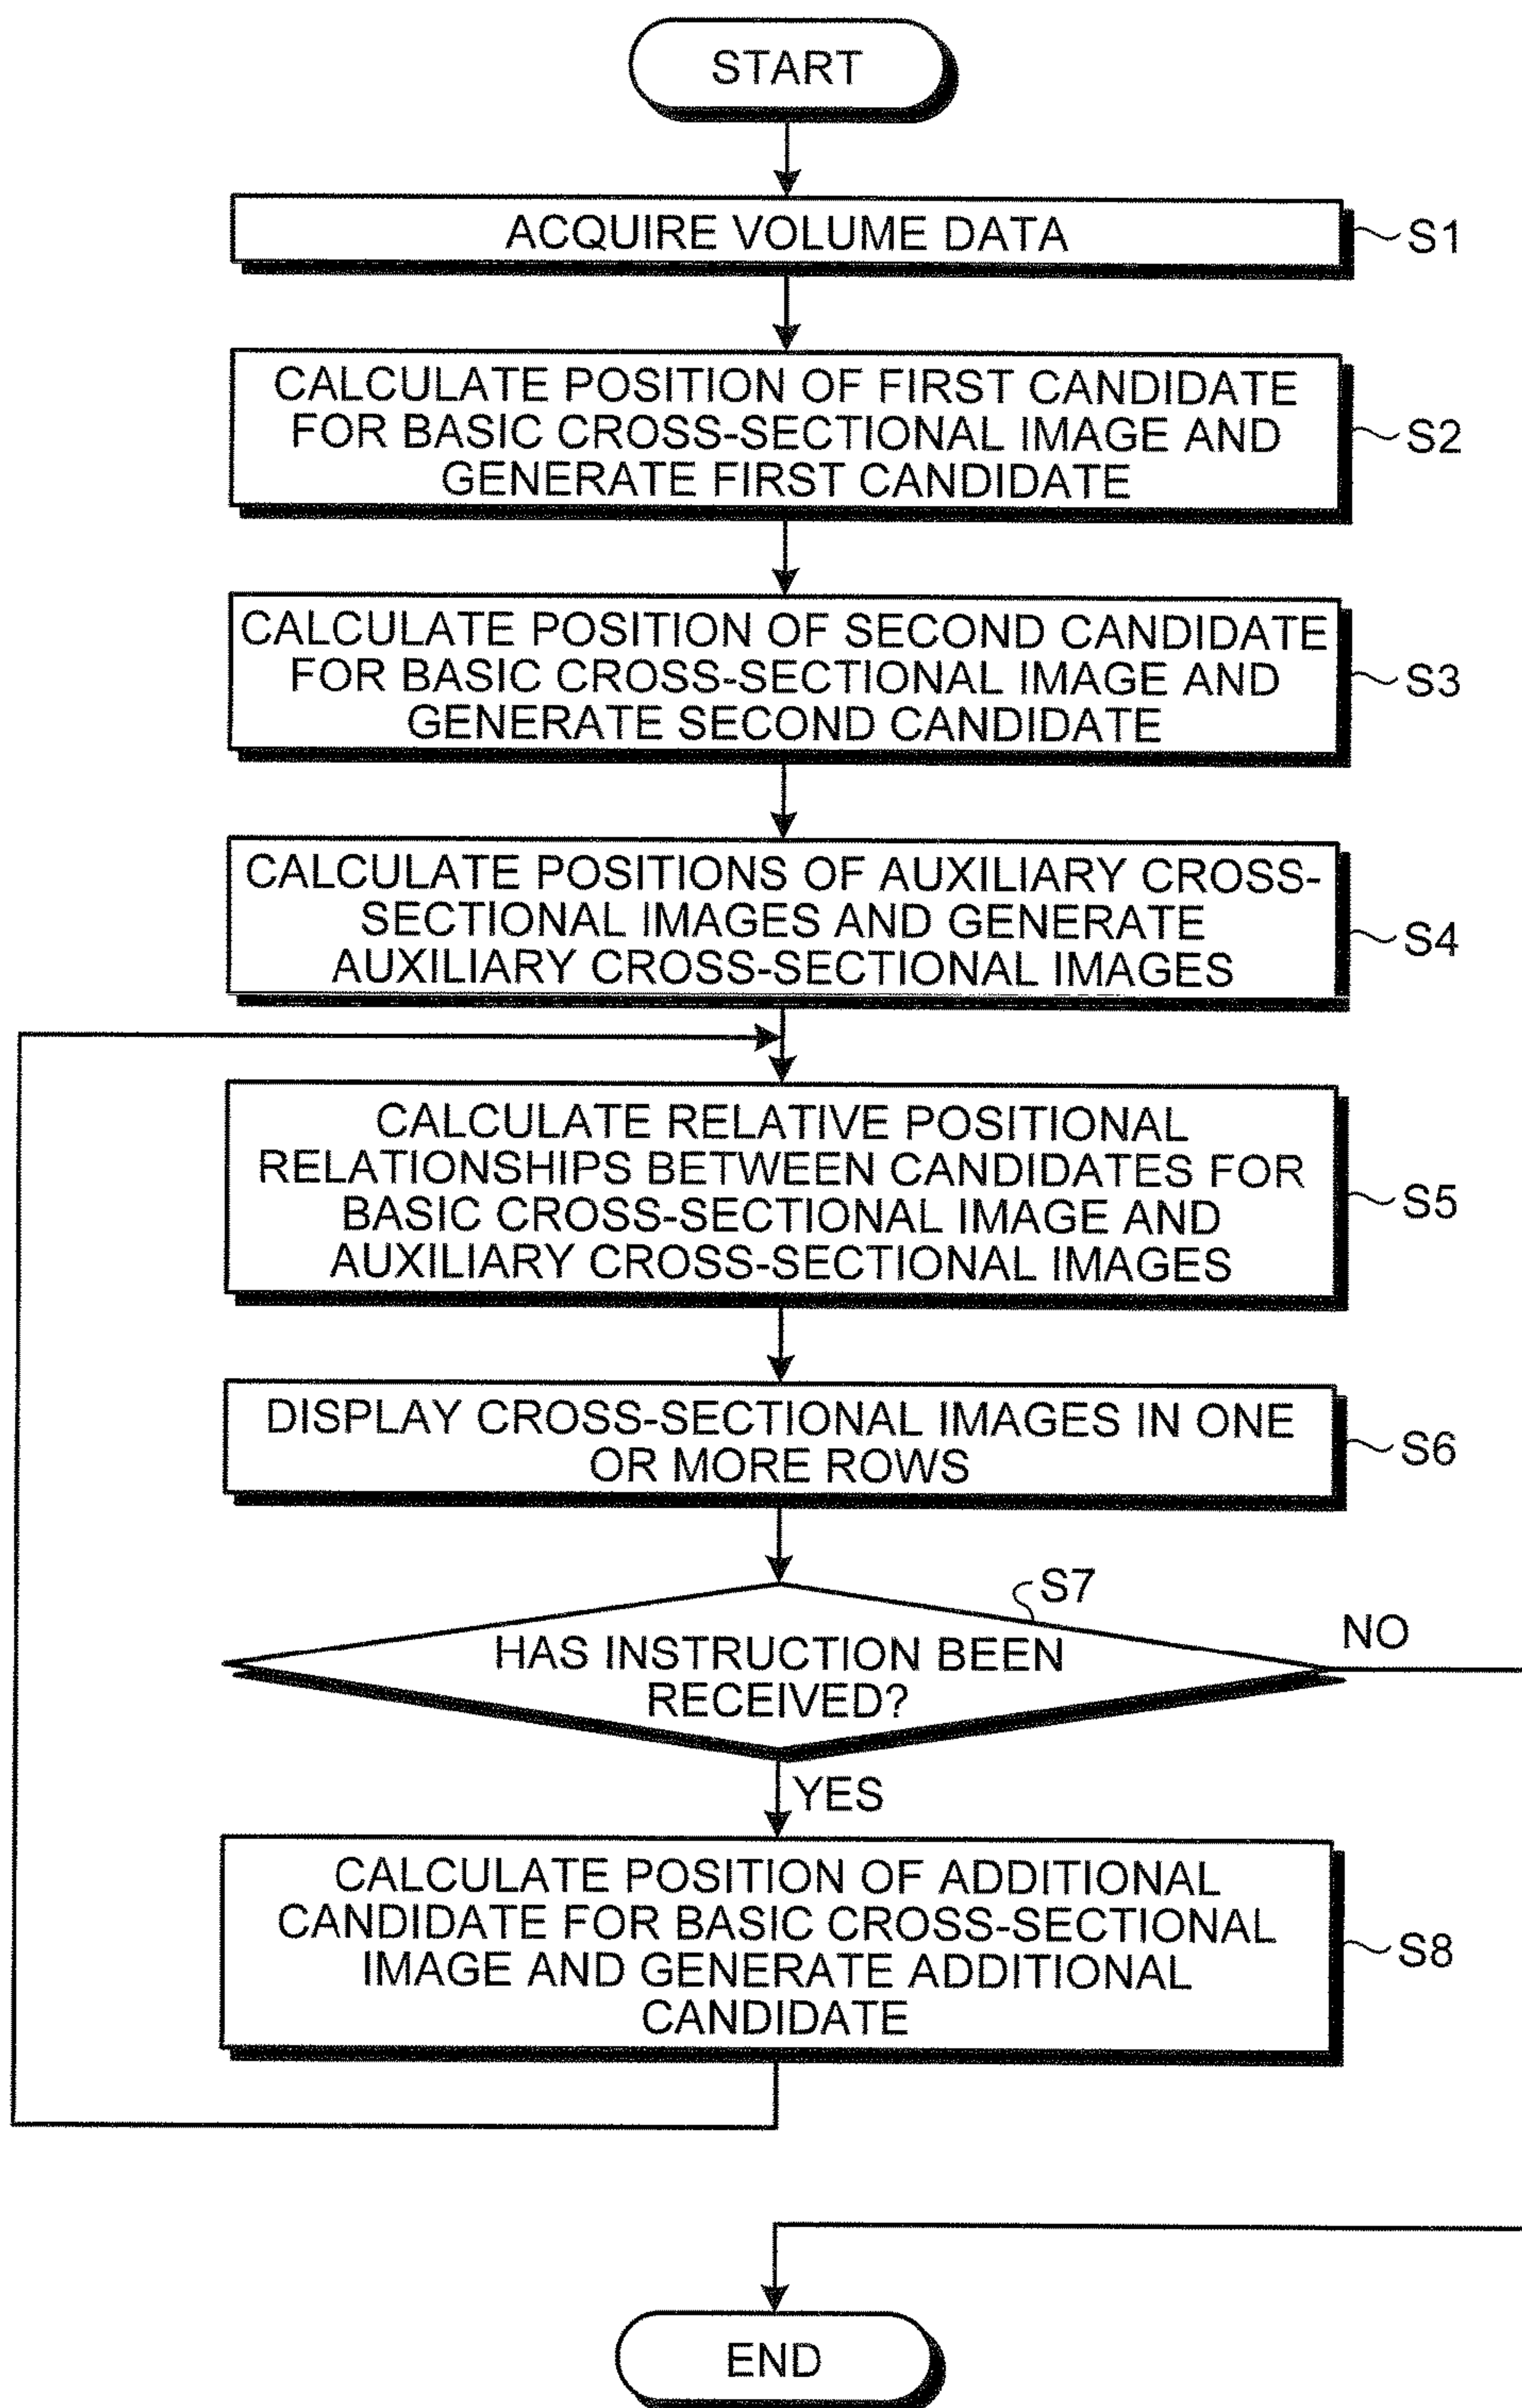 START
ACQUIRE VOLUME DATA
S1
CALCULATE POSITION OF FIRST CANDIDATE
FOR BASIC CROSS-SECTIONAL IMAGE AND
GENERATE FIRST CANDIDATE
S2
CALCULATE POSITION OF SECOND CANDIDATE
FOR BASIC CROSS-SECTIONAL IMAGE AND
GENERATE SECOND CANDIDATE
S3
CALCULATE POSITIONS OF AUXILIARY CROSS-
SECTIONAL IMAGES AND GENERATE
AUXILIARY CROSS-SECTIONAL IMAGES
S4
CALCULATE RELATIVE POSITIONAL
RELATIONSHIPS BETWEEN CANDIDATES FOR
BASIC CROSS-SECTIONAL IMAGE AND
AUXILIARY CROSS-SECTIONAL IMAGES
S5
DISPLAY CROSS-SECTIONAL IMAGES IN ONE
OR MORE ROWS
S6
S7
HAS INSTRUCTION BEEN
RECEIVED?
NO
YES
CALCULATE POSITION OF ADDITIONAL
CANDIDATE FOR BASIC CROSS-SECTIONAL
IMAGE AND GENERATE ADDITIONAL
CANDIDATE
S8
END